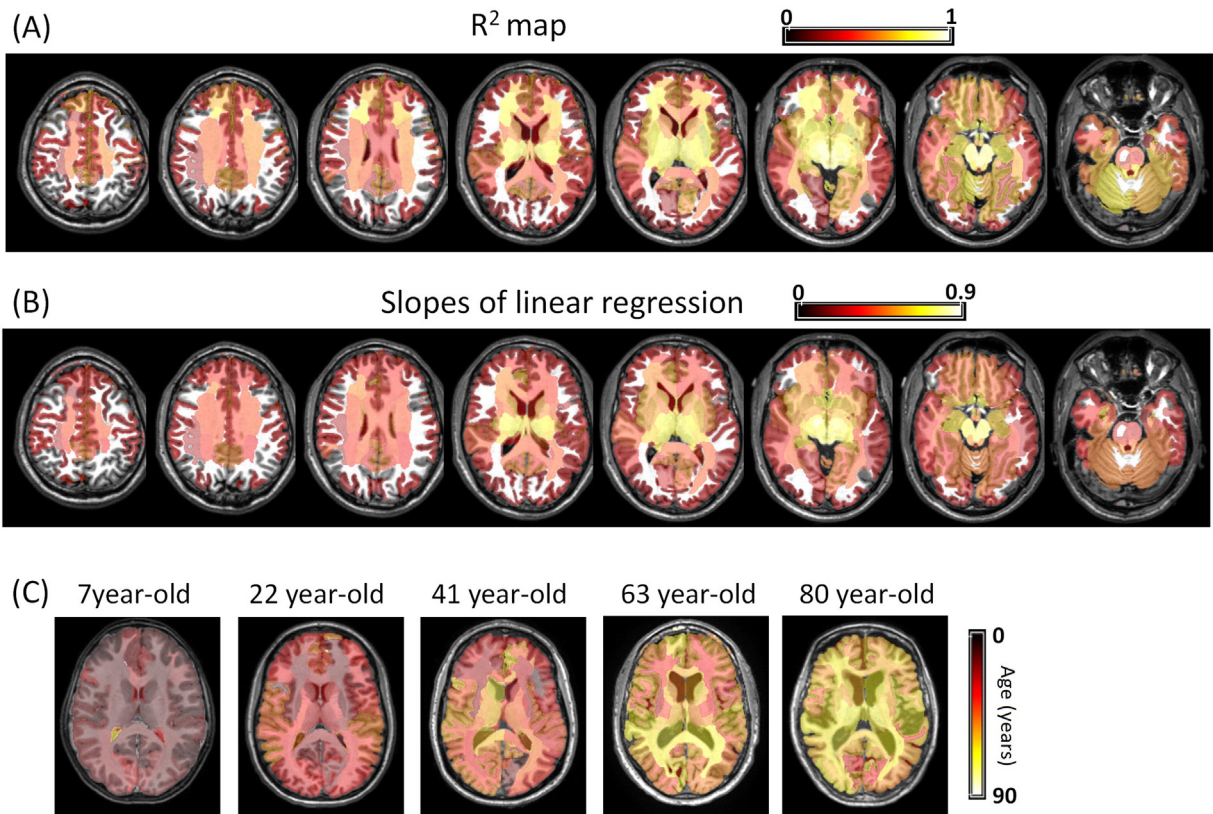 (A) R² map 0 1
(B) Slopes of linear regression 0 0.9
(C) 7year-old 22 year-old 41 year-old 63 year-old 80 year-old
0
Age (years)
90